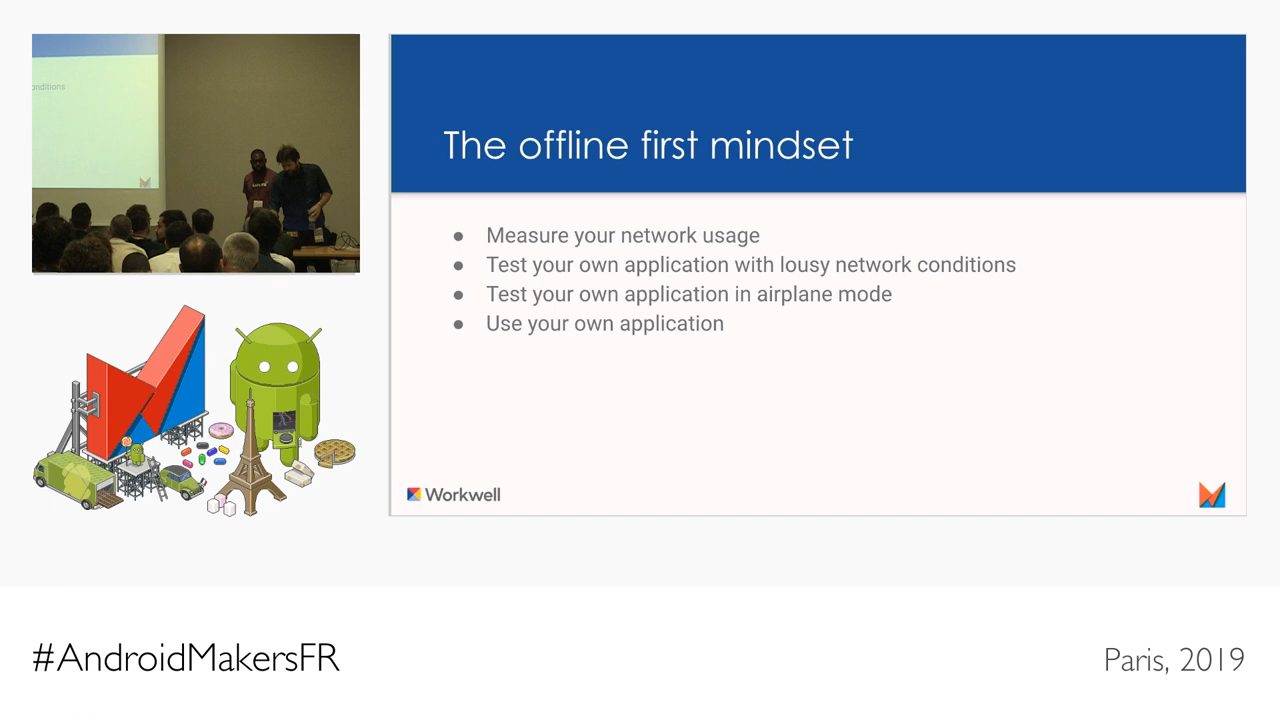 onditions
The offline first mindset
● Measure your network usage
● Test your own application with lousy network conditions
● Test your own application in airplane mode
● Use your own application
Workwell
#AndroidMakersFR
Paris, 2019